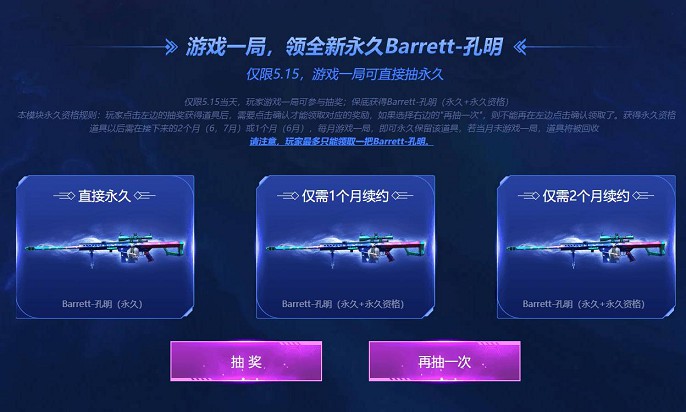 游戏一局，领全新永久Barrett-孔明
仅限5.15，游戏一局可直接抽永久
仅限5.15当天，玩家游戏一局可参与抽奖；保底获得Barrett-孔明（永久+永久资格）
本模块永久资格规则：玩家点击左边的抽奖获得道具后，需要点击确认才能领取对应的奖励，如果选择右边的"再抽一次"，则不能再在左边点击确认领取了。获得永久资格
道具以后需在接下来的2个月（6，7月）或1个月（6月），每月游戏一局，即可永久保留该道具，若当月未游戏一局，道具将被回收
请注意，玩家最多只能领取一把Barrett-孔明。
直接永久
仅需1个月续约
仅需2个月续约
Barrett-孔明（永久）
Barrett-孔明（永久+永久资格）
Barrett-孔明（永久+永久资格）
抽 奖
再抽一次